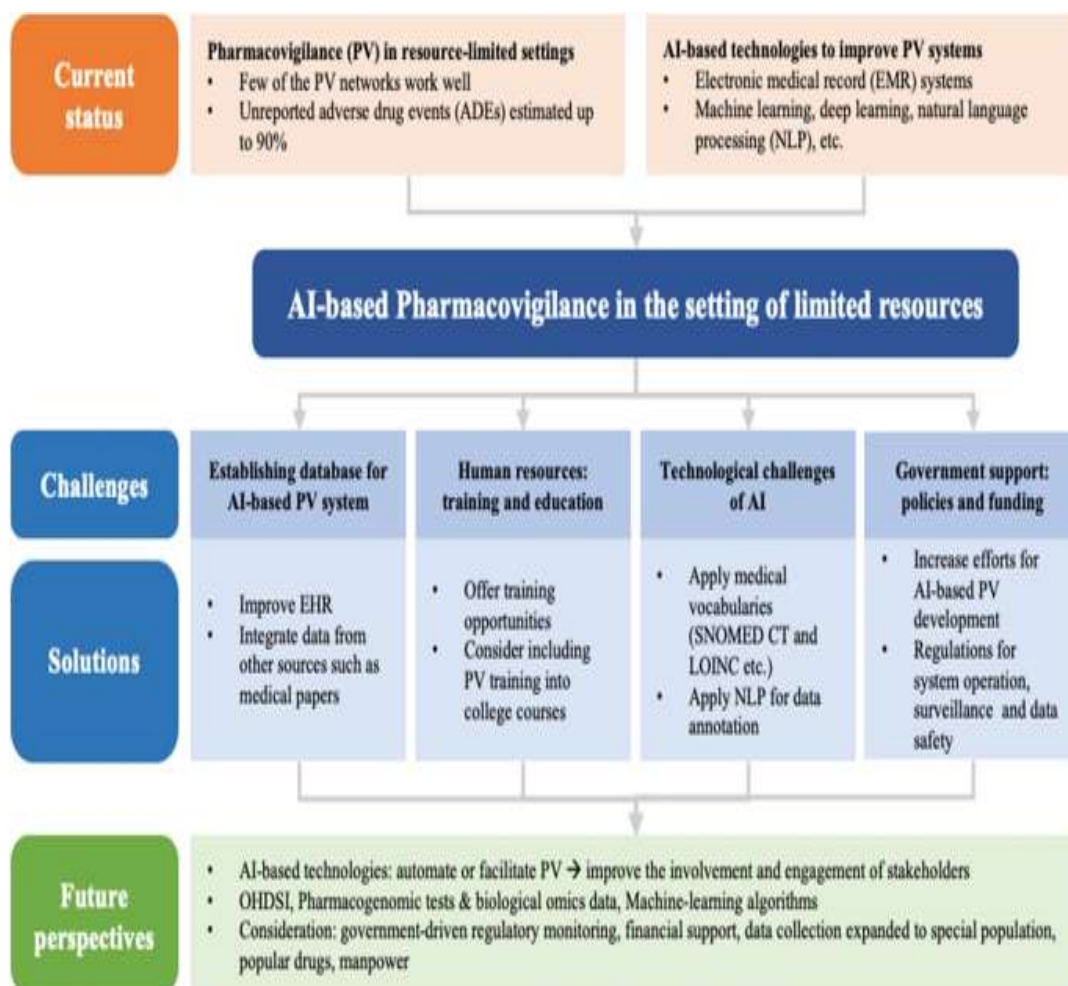 Current
status
Pharmacovigilance (PV) in resource-limited settings
• Few of the PV networks work well
• Unreported adverse drug events (ADEs) estimated up
to 90%
AI-based technologies to improve PV systems
• Electronic medical record (EMR) systems
• Machine learning, deep learning, natural language
processing (NLP), etc.
AI-based Pharmacovigilance in the setting of limited resources
Challenges
Establishing database for
AI-based PV system
Human resources:
training and education
Technological challenges
of AI
Government support:
policies and funding
Solutions
• Improve EHR
• Integrate data from
other sources such as
medical papers
• Offer training
opportunities
• Consider including
PV training into
college courses
• Apply medical
vocabularies
(SNOMED CT and
LOINC etc.)
• Apply NLP for data
annotation
• Increase efforts for
AI-based PV
development
• Regulations for
system operation,
surveillance and data
safety
Future
perspectives
• AI-based technologies: automate or facilitate PV → improve the involvement and engagement of stakeholders
• OHDSI, Pharmacogenomic tests & biological omics data, Machine-learning algorithms
• Consideration: government-driven regulatory monitoring, financial support, data collection expanded to special population,
popular drugs, manpower